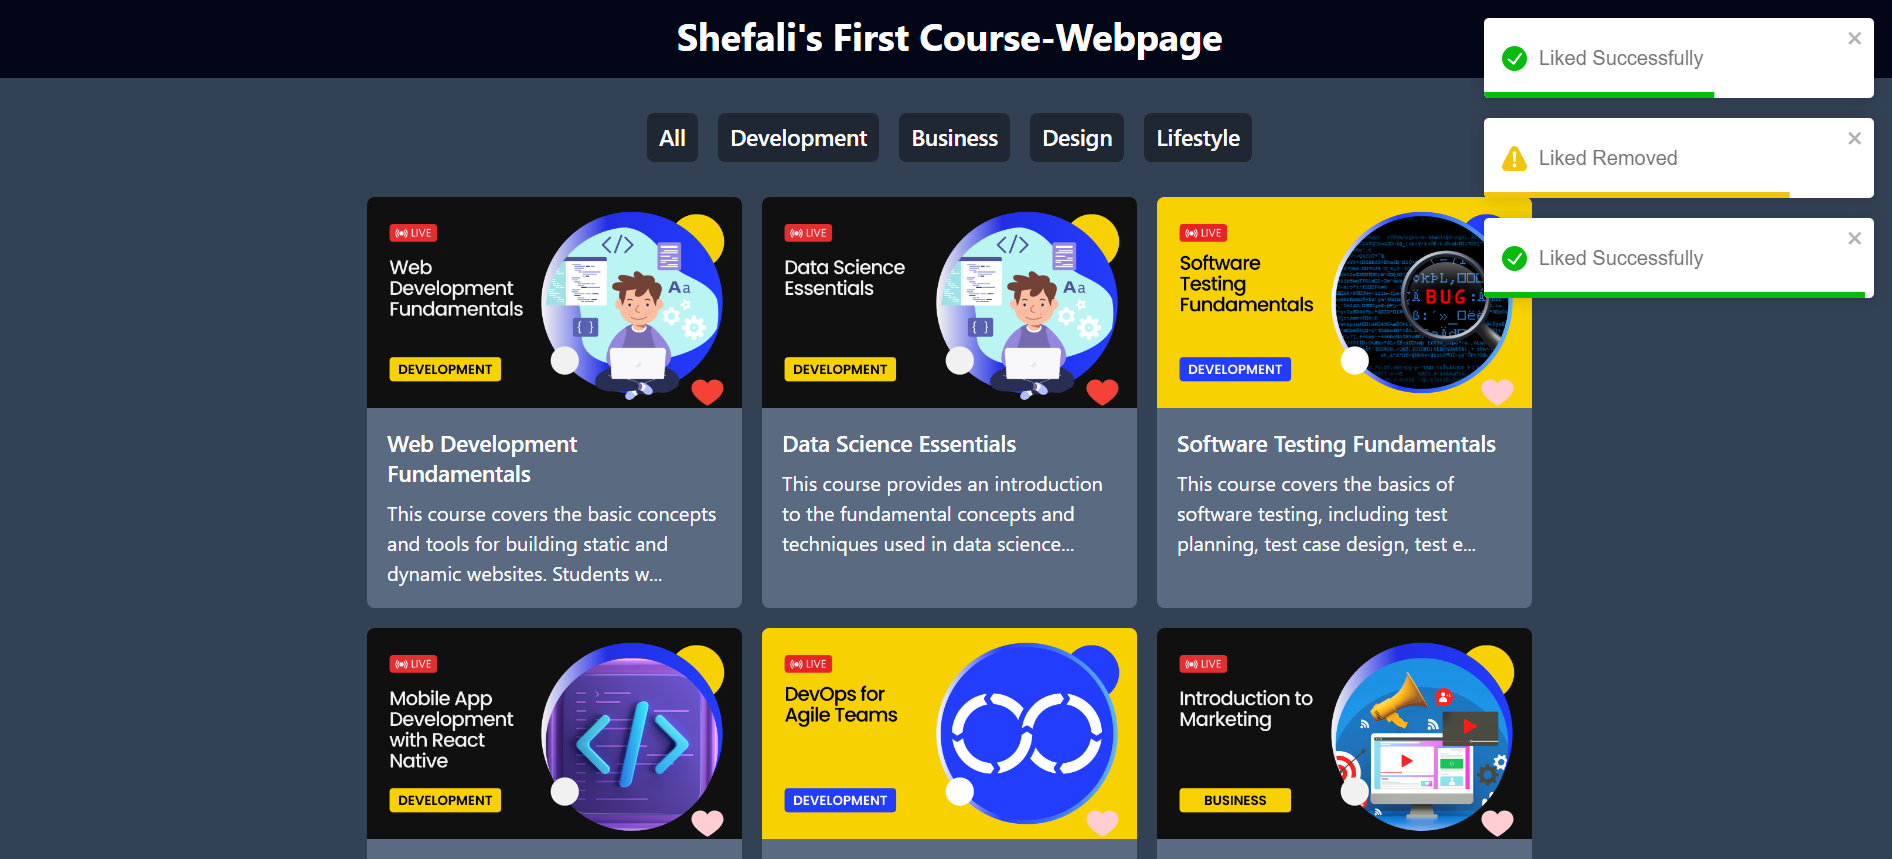 Shefali's First Course-Webpage
Liked Successfully
Liked Removed
Liked Successfully
All
Development
Business
Design
Lifestyle
LIVE
Web
Development
Fundamentals
Aa
DEVELOPMENT
Web Development
Fundamentals
This course covers the basic concepts
and tools for building static and
dynamic websites. Students w...
LIVE
Data Science
Essentials
Aa
DEVELOPMENT
Data Science Essentials
This course provides an introduction
to the fundamental concepts and
techniques used in data science...
LIVE
Software
Testing
Fundamentals
BUG
DEVELOPMENT
Software Testing Fundamentals
This course covers the basics of
software testing, including test
planning, test case design, test e...
LIVE
Mobile App
Development
with React
Native
</>
DEVELOPMENT
LIVE
DevOps for
Agile Teams
DEVELOPMENT
LIVE
Introduction to
Marketing
BUSINESS